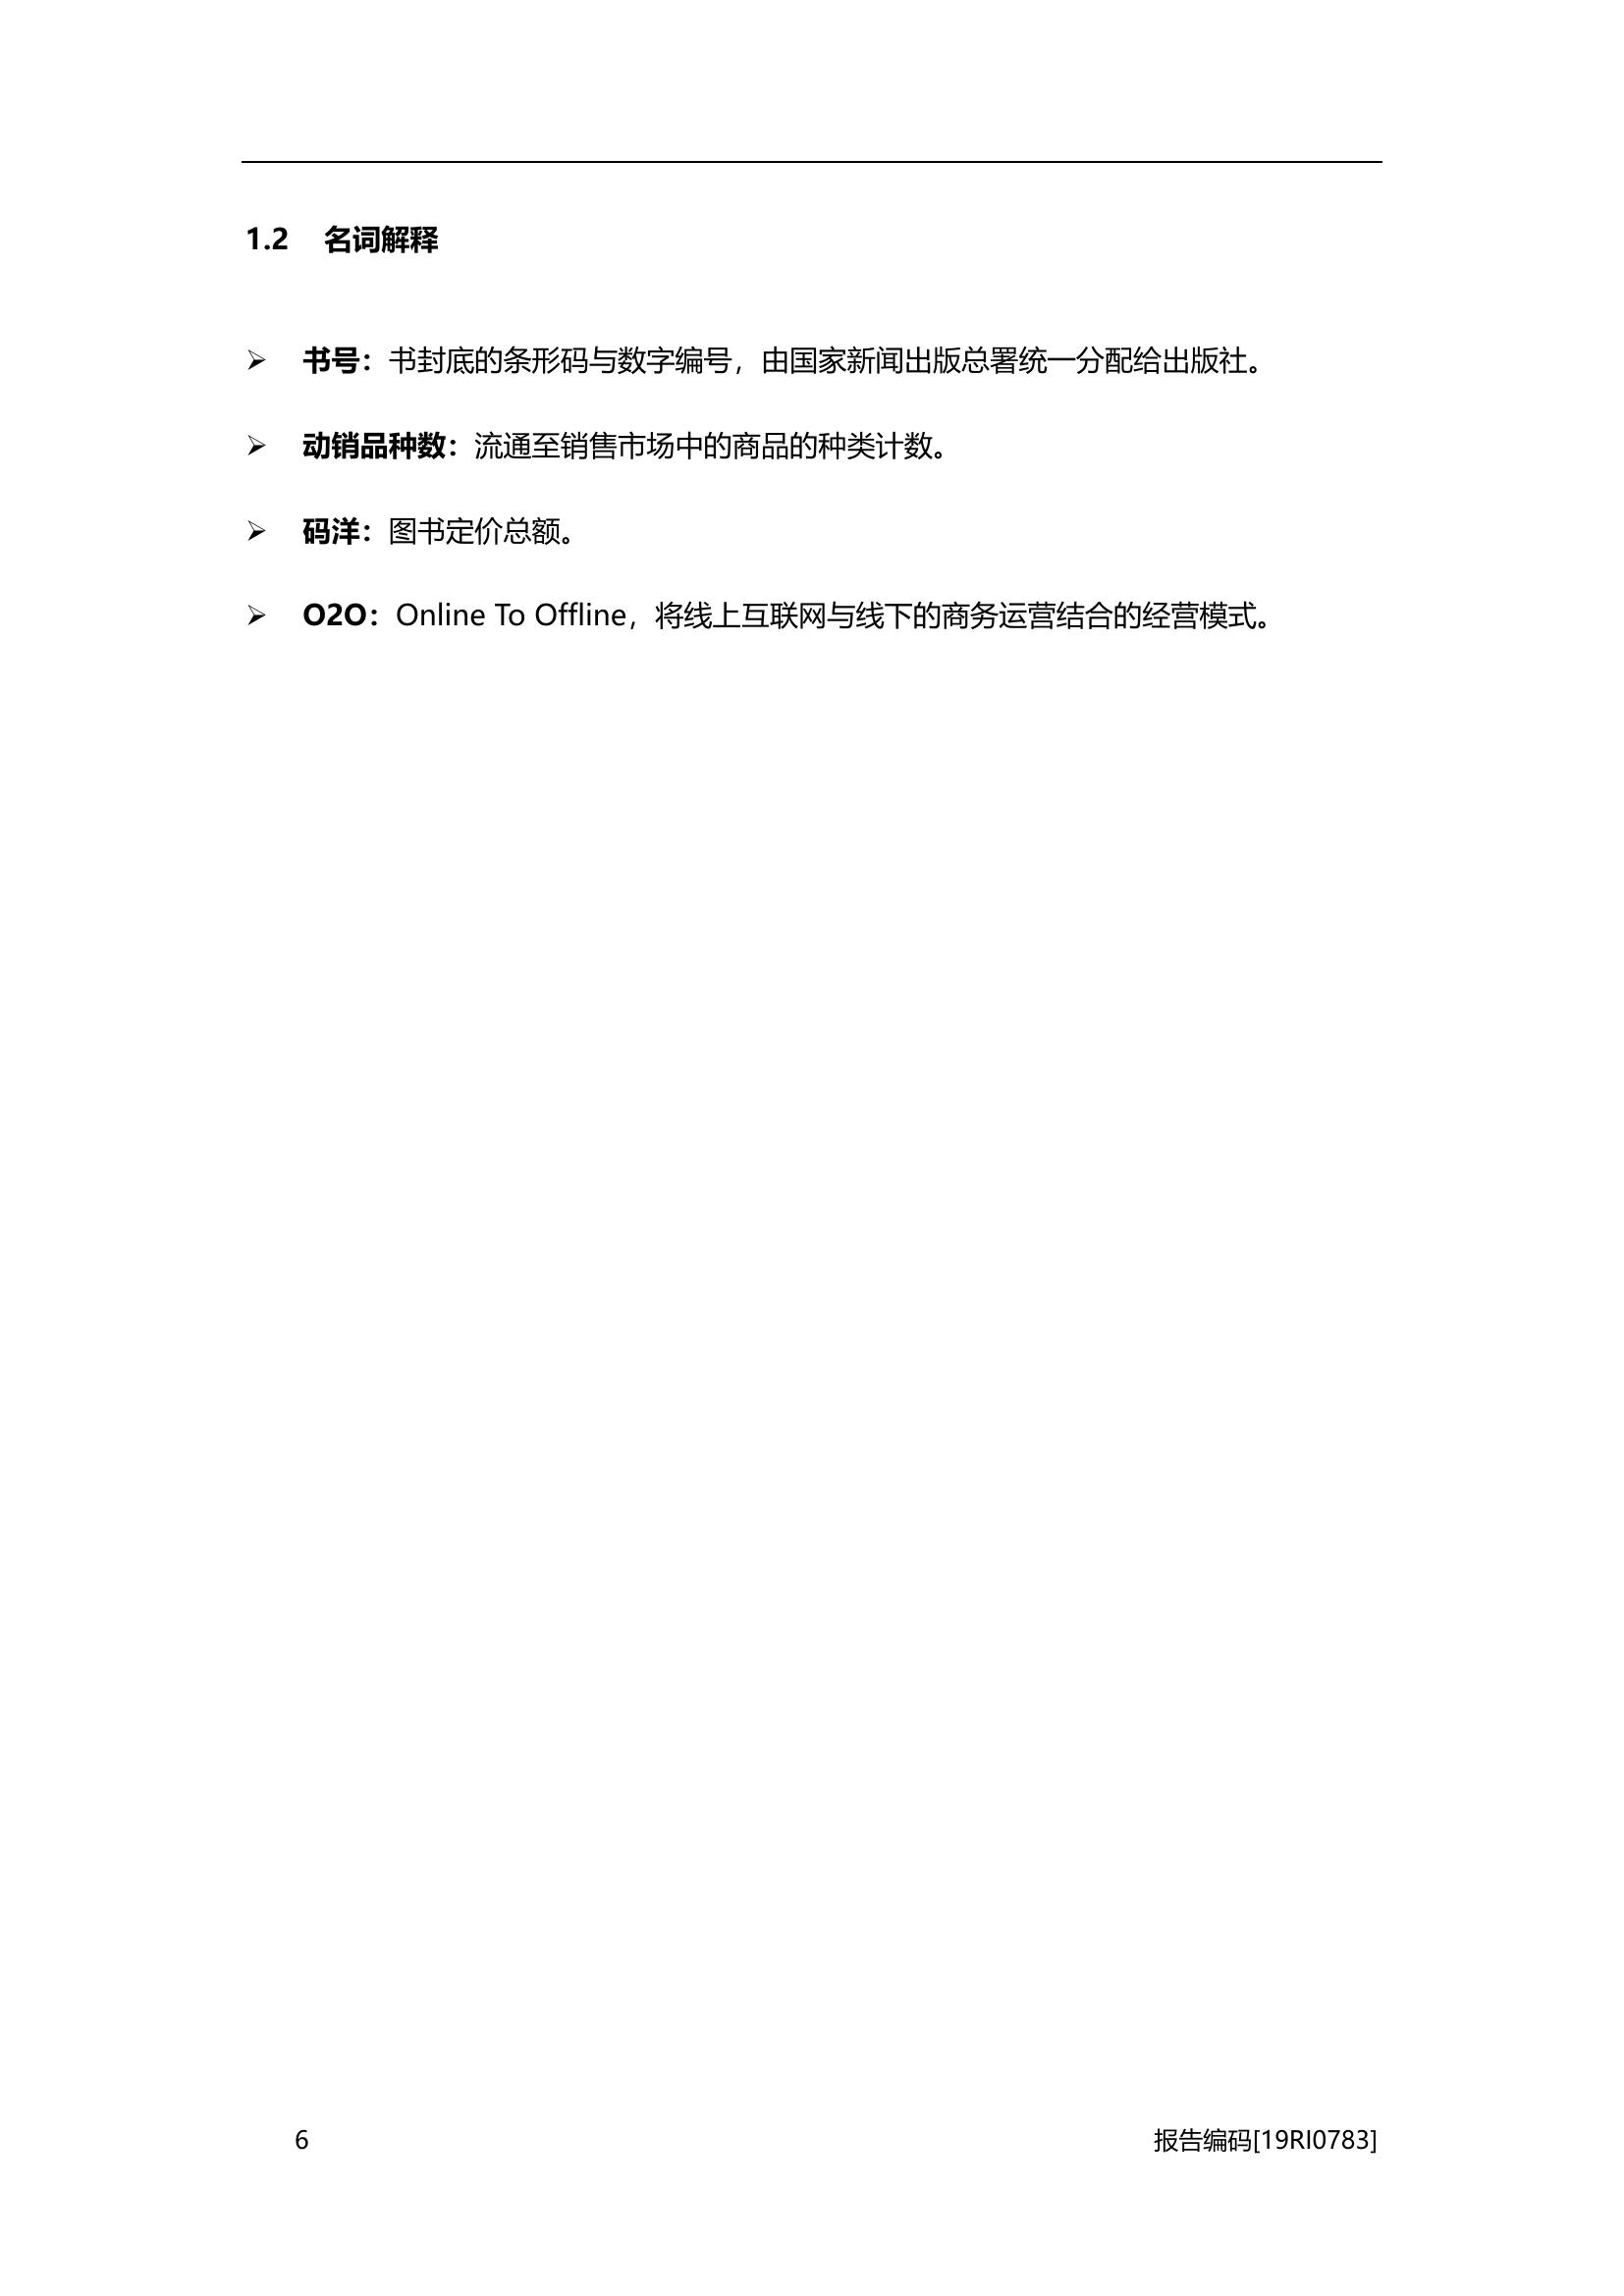 1.2 名词解释
➢ 书号：书封底的条形码与数字编号，由国家新闻出版总署统一分配给出版社。
➢ 动销品种数：流通至销售市场中的商品的种类计数。
➢ 码洋：图书定价总额。
➢ O2O：Online To Offline，将线上互联网与线下的商务运营结合的经营模式。
6 报告编码[19RI0783]